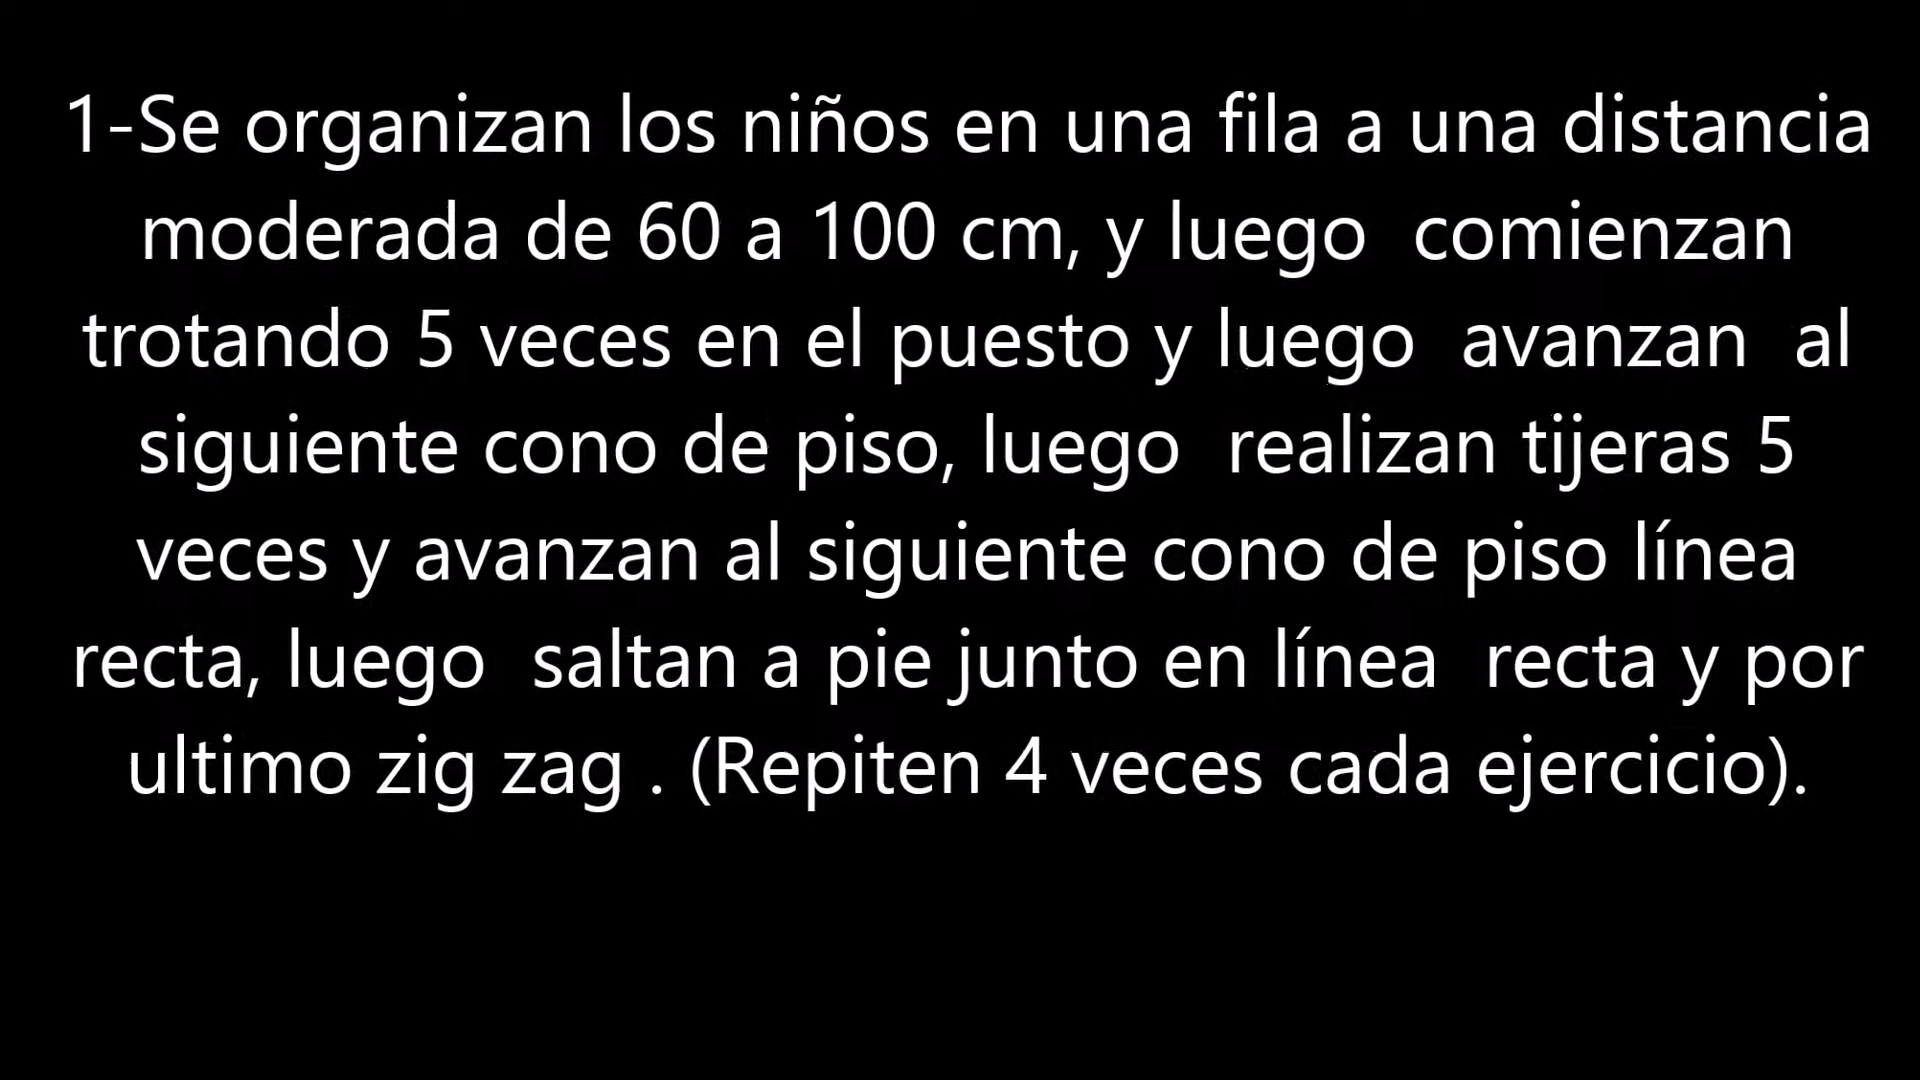 1-Se organizan los niños en una fila a una distancia
moderada de 60 a 100 cm, y luego  comienzan
trotando 5 veces en el puesto y luego  avanzan  al
siguiente cono de piso, luego  realizan tijeras 5
veces y avanzan al siguiente cono de piso línea
recta, luego  saltan a pie junto en línea  recta y por
ultimo zig zag . (Repiten 4 veces cada ejercicio).